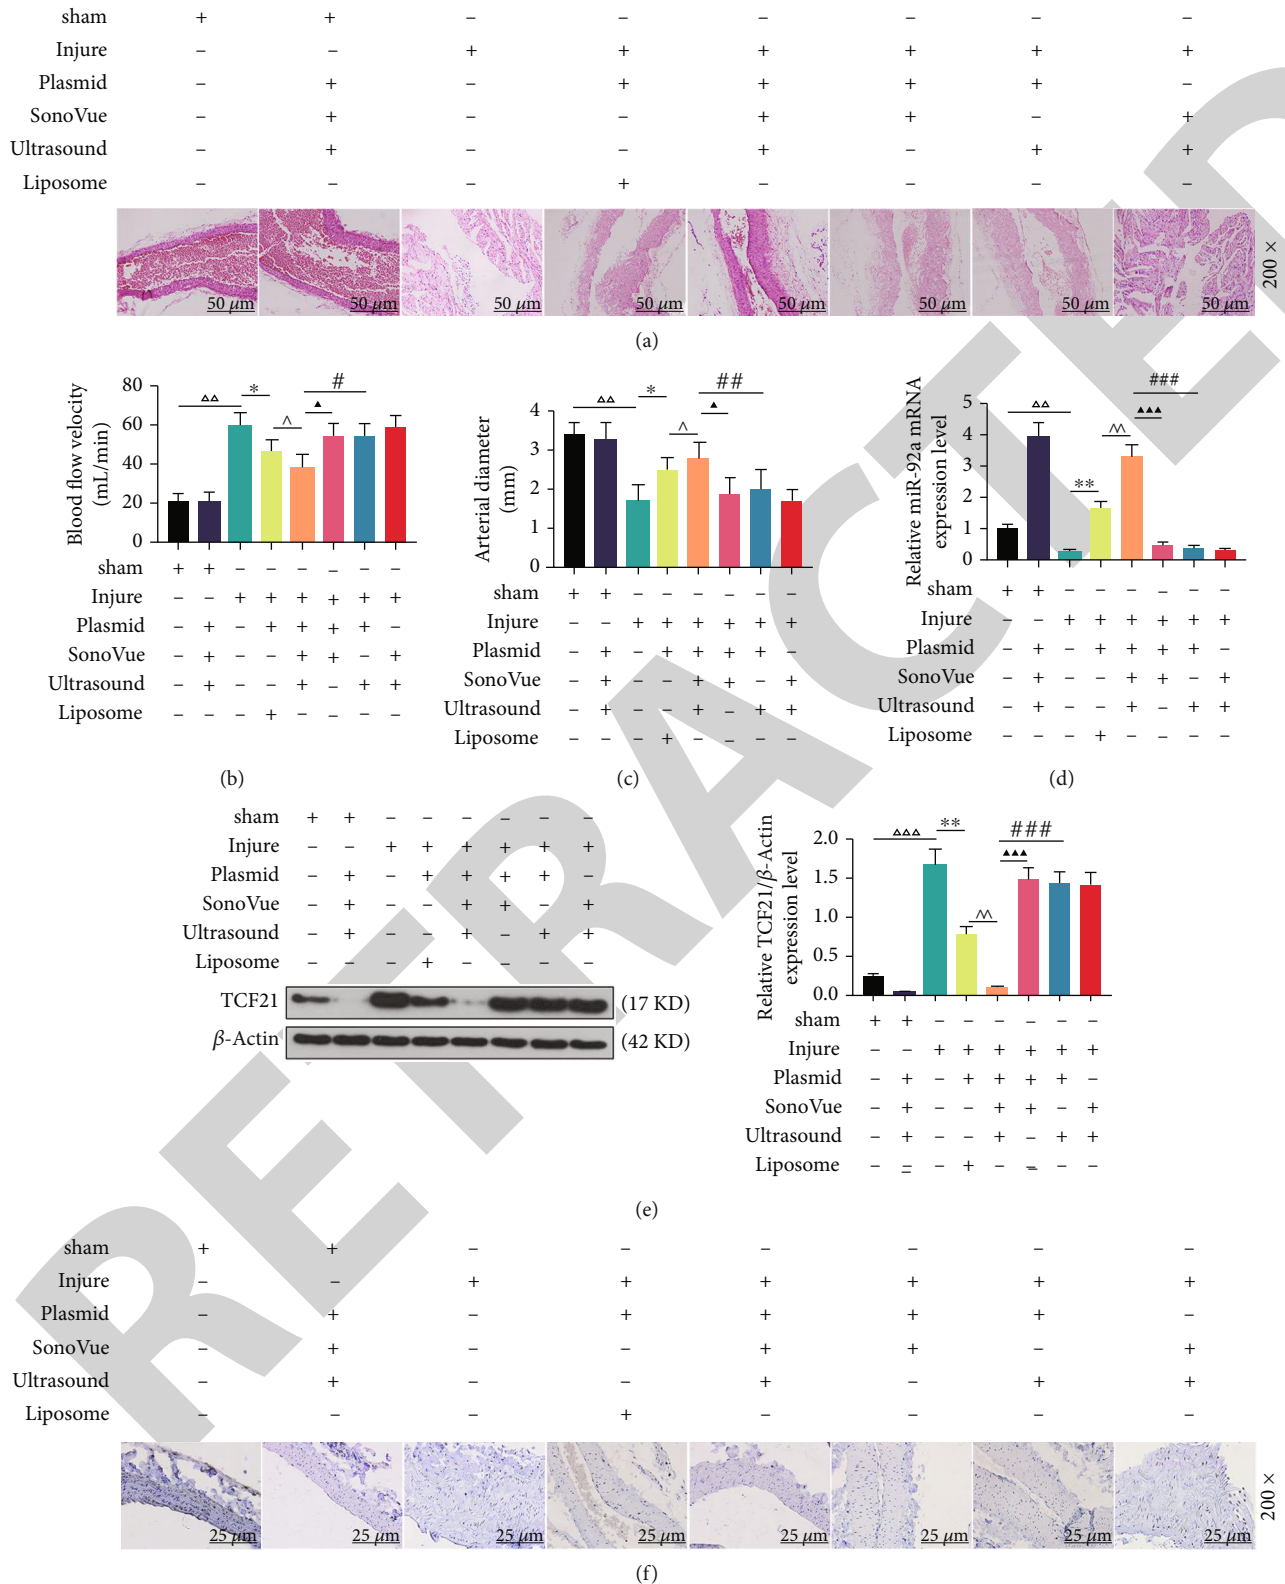 sham + + – – – – – –
Injure – – + + + + + +
Plasmid – + – + + + + –
SonoVue – + – – + + – +
Ultrasound – + – – + – + +
Liposome – – – + – – – –
50 μm 50 μm 50 μm 50 μm 50 μm 50 μm 50 μm 50 μm
200 ×
(a)
Blood flow velocity
(mL/min)
80
60
40
20
0
△△ * ^ ▲ #
sham + + – – – – – –
Injure – – + + + + + +
Plasmid – + – + + + + –
SonoVue – + – – + + – +
Ultrasound – + – – + – + +
Liposome – – – + – – – –
(b)
Arterial diameter
(mm)
4
3
2
1
0
△△ * ^ ▲ ##
sham + + – – – – – –
Injure – – + + + + + +
Plasmid – + – + + + + –
SonoVue – + – – + + – +
Ultrasound – + – – + – + +
Liposome – – – + – – – –
(c)
Relative miR-92a mRNA
expression level
5
4
3
2
1
0
△△ ** ^^ ▲▲▲ ###
sham + + – – – – – –
Injure – – + + + + + +
Plasmid – + – + + + + –
SonoVue – + – – + + – +
Ultrasound – + – – + – + +
Liposome – – – + – – – –
(d)
sham + + – – – – – –
Injure – – + + + + + +
Plasmid – + – + + + + –
SonoVue – + – – + + – +
Ultrasound – + – – + – + +
Liposome – – – + – – – –
TCF21 (17 KD)
β-Actin (42 KD)
Relative TCF21/β-Actin
expression level
2.0
1.5
1.0
0.5
0.0
△△△ ** ^^ ▲▲▲ ###
sham + + – – – – – –
Injure – – + + + + + +
Plasmid – + – + + + + –
SonoVue – + – – + + – +
Ultrasound – + – – + – + +
Liposome – – – + – – – –
(e)
sham + + – – – – – –
Injure – – + + + + + +
Plasmid – + – + + + + –
SonoVue – + – – + + – +
Ultrasound – + – – + – + +
Liposome – – – + – – – –
25 μm 25 μm 25 μm 25 μm 25 μm 25 μm 25 μm 25 μm
200 ×
(f)
RETRACTED